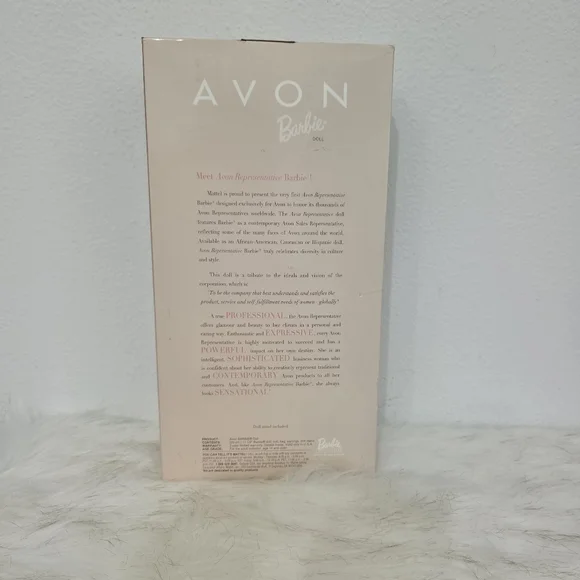 AVON
Barbie
DOLL
Meet Avon Representative Barbie®!
Mattel is proud to present the very first Avon Representative
Barbie® designed exclusively for Avon to honor its thousands of
Avon Representatives worldwide. The Avon Representative doll
features Barbie® as a contemporary Avon Sales Representative,
reflecting some of the many faces of Avon around the world.
Available as an African-American, Caucasian or Hispanic doll,
Avon Representative Barbie® truly celebrates diversity in culture
and style.
This doll is a tribute to the ideals and vision of the
corporation, which is:
"To be the company that best understands and satisfies the
product, service and self-fulfillment needs of women - globally"
A true PROFESSIONAL, the Avon Representative
offers glamour and beauty to her clients in a personal and
caring way. Enthusiastic and EXPRESSIVE, every Avon
Representative is highly motivated to succeed and has a
POWERFUL impact on her own destiny. She is an
intelligent, SOPHISTICATED business woman who
is confident about her ability to creatively represent traditional
and CONTEMPORARY Avon products to all her
customers. And, like Avon Representative Barbie®, she always
looks SENSATIONAL!
Doll stand included.
PRODUCT:
CONTENTS:
WARRANTY:
AGE GRADE:
Barbie